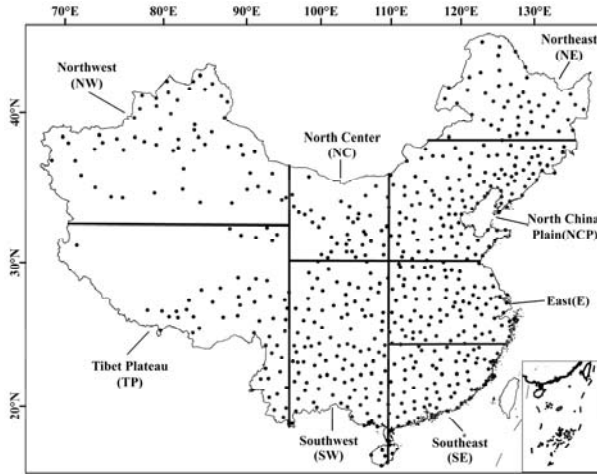 70°E 80°E 90°E 100°E 110°E 120°E 130°E
Northeast
(NE)
Northwest
(NW)
40°N
North Center
(NC)
North China
Plain(NCP)
30°N
East(E)
Tibet Plateau
(TP)
20°N
Southwest
(SW)
Southeast
(SE)